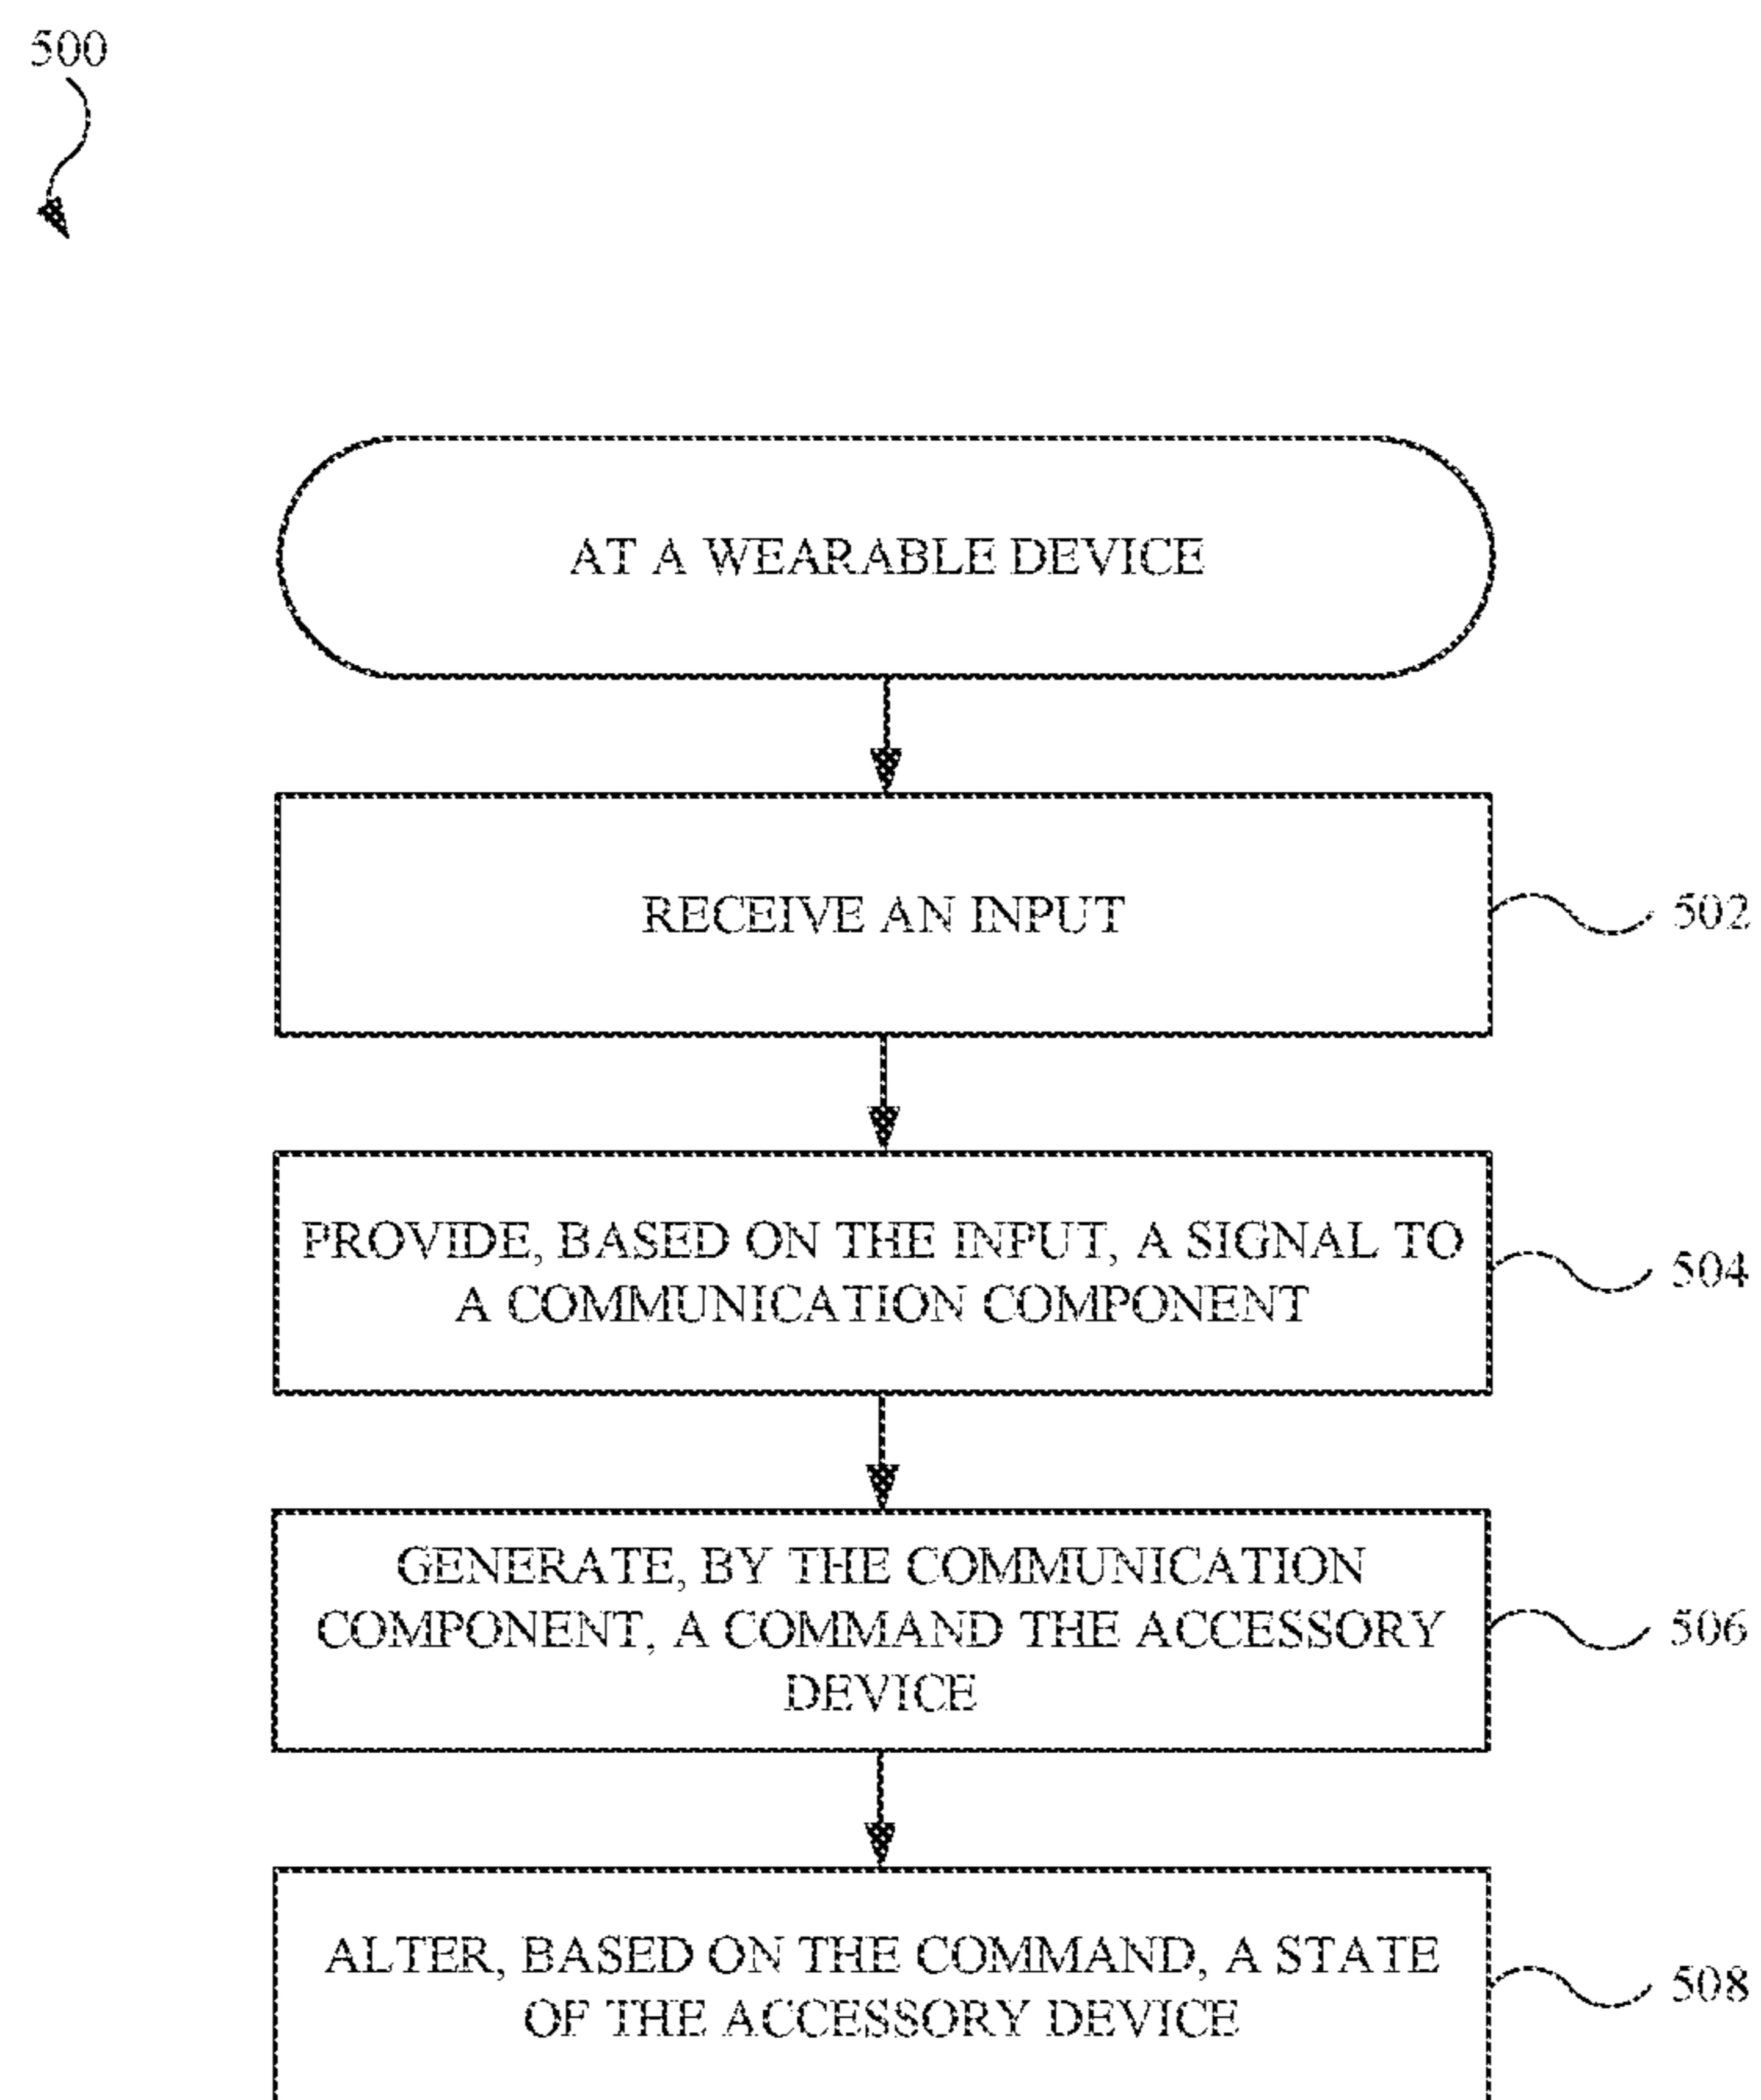 500
AT A WEARABLE DEVICE
RECEIVE AN INPUT
502
PROVIDE, BASED ON THE INPUT, A SIGNAL TO
A COMMUNICATION COMPONENT
504
GENERATE, BY THE COMMUNICATION
COMPONENT, A COMMAND THE ACCESSORY
DEVICE
506
ALTER, BASED ON THE COMMAND, A STATE
OF THE ACCESSORY DEVICE
508